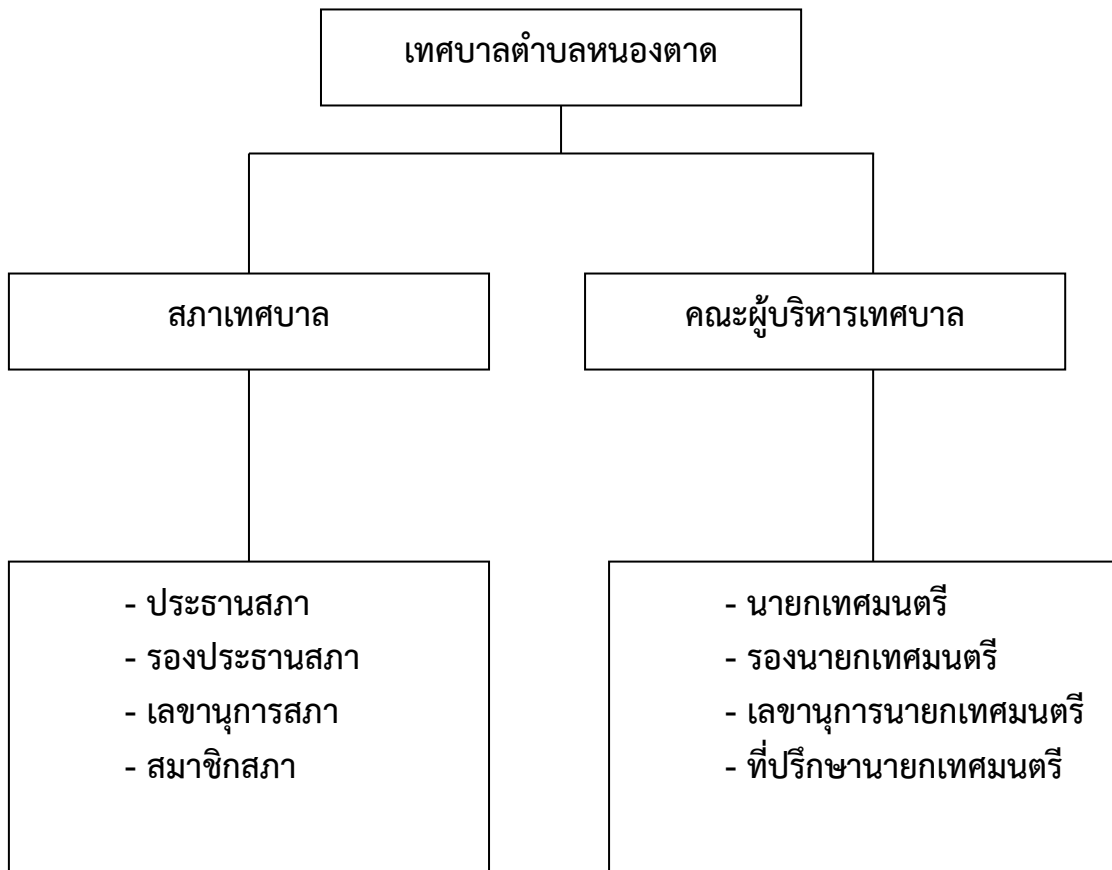 เทศบาลตำบลหนองตาด
สภาเทศบาล
คณะผู้บริหารเทศบาล
- ประธานสภา
- รองประธานสภา
- เลขานุการสภา
- สมาชิกสภา
- นายกเทศมนตรี
- รองนายกเทศมนตรี
- เลขานุการนายกเทศมนตรี
- ที่ปรึกษานายกเทศมนตรี